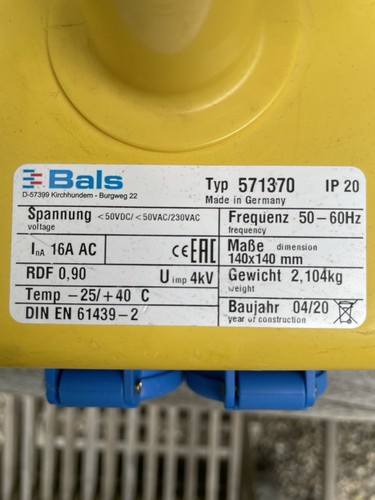 Bals
D-57399 Kirchhundem - Burgweg 22
Typ 571370 IP 20
Made in Germany
Spannung <50VDC/<50VAC/230VAC
voltage
Frequenz 50-60Hz
frequency
InA 16A AC
CE EAC
Maße dimension
140x140 mm
RDF 0,90 U imp 4kV
Gewicht 2,104kg
weight
Temp -25/+40 C
Baujahr 04/20
year of construction
DIN EN 61439-2